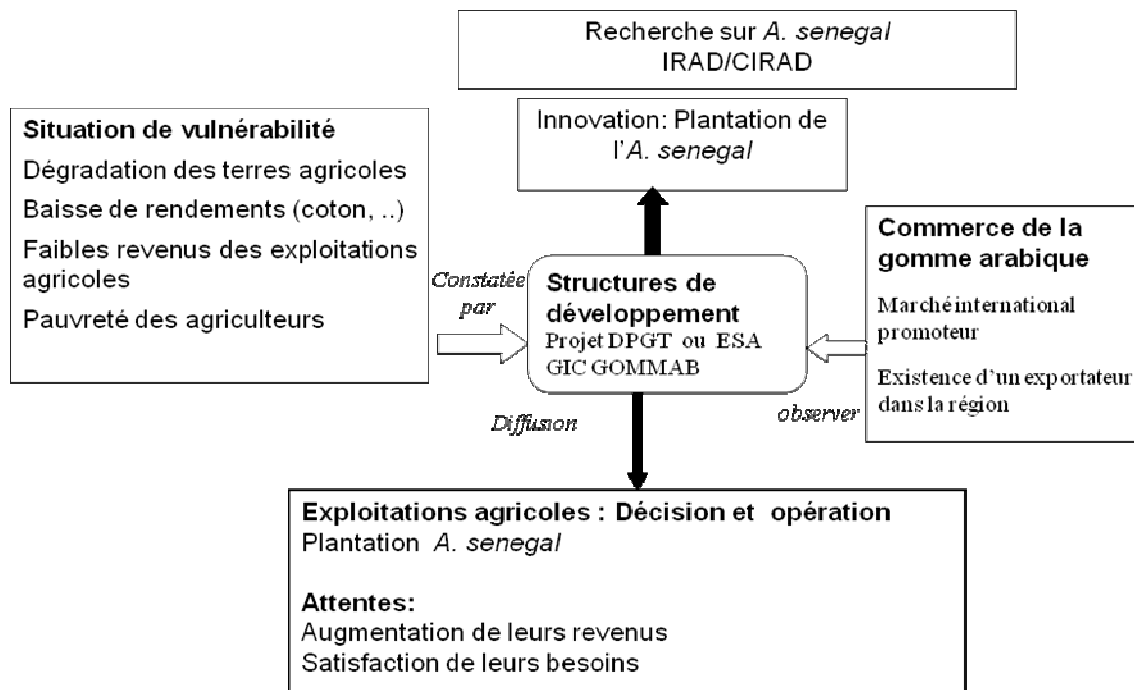 Recherche sur A. senegal
IRAD/CIRAD
Innovation: Plantation de
l'A. senegal
Situation de vulnérabilité
Dégradation des terres agricoles
Baisse de rendements (coton, ..)
Faibles revenus des exploitations
agricoles
Pauvreté des agriculteurs
Constatée
par
Structures de
développement
Projet DPGT ou ESA
GIC GOMMAB
Commerce de la
gomme arabique
Marché international
promoteur
Existence d'un exportateur
dans la région
observer
Diffusion
Exploitations agricoles : Décision et opération
Plantation A. senegal
Attentes:
Augmentation de leurs revenus
Satisfaction de leurs besoins